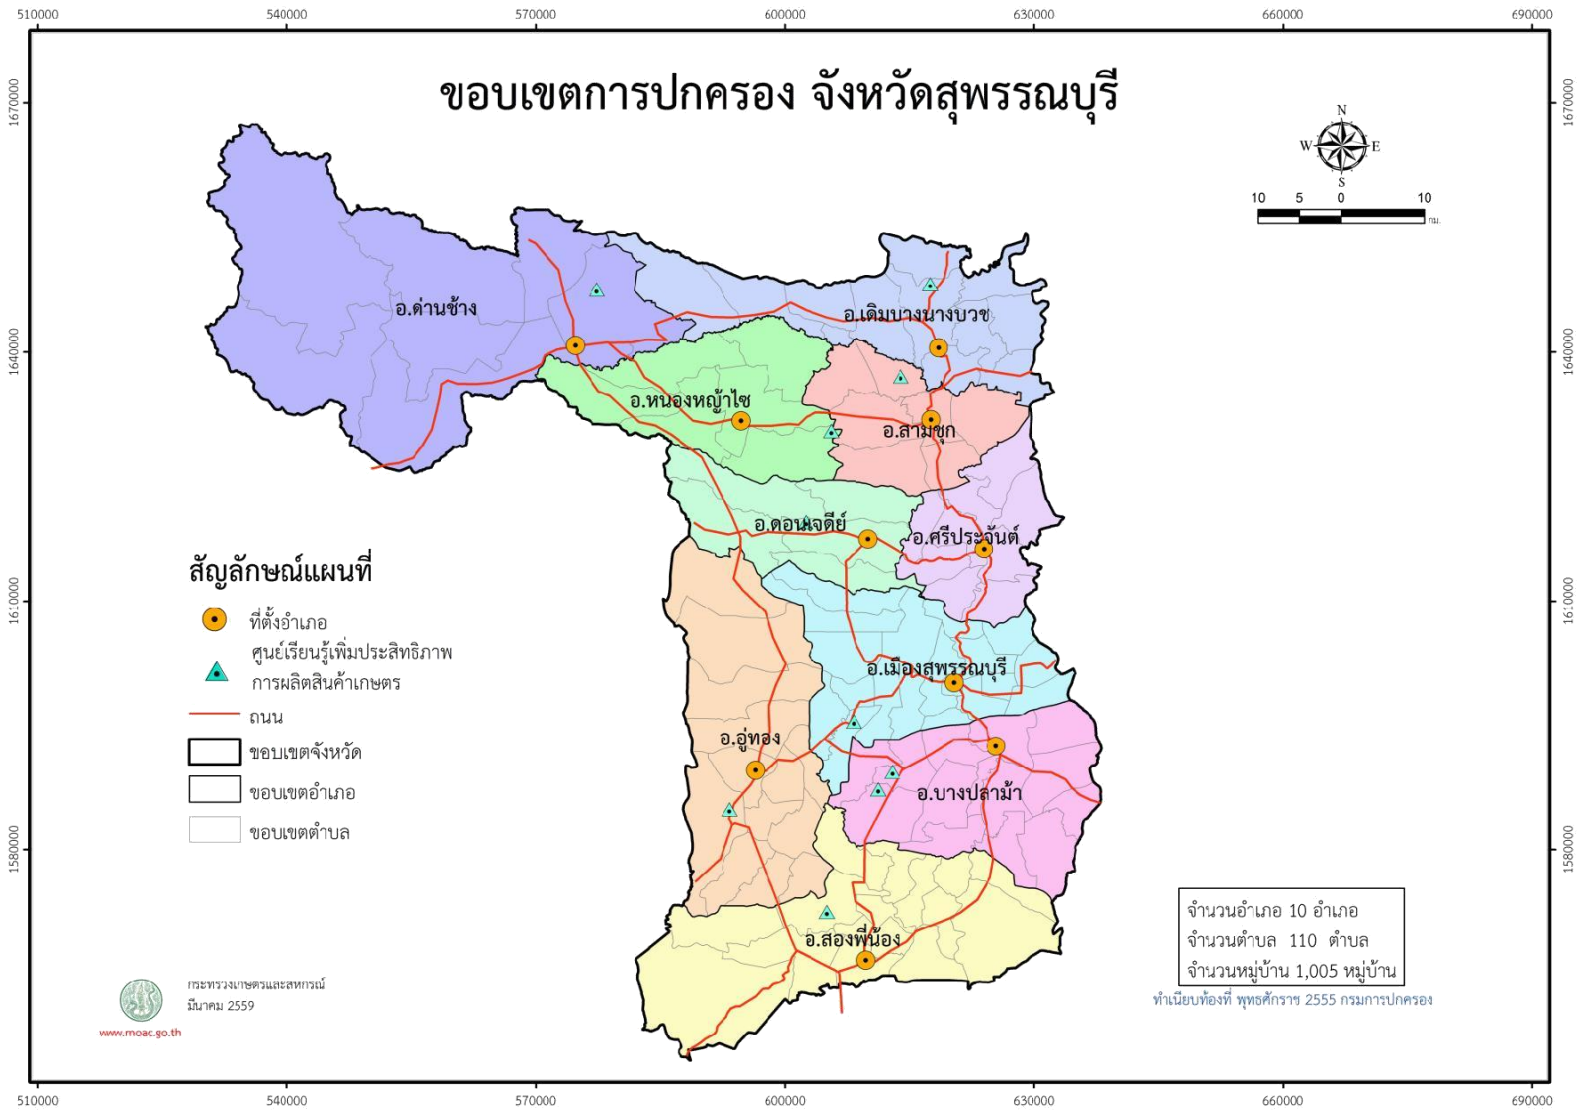 510000 540000 570000 600000 630000 660000 690000
ขอบเขตการปกครอง จังหวัดสุพรรณบุรี
1670000 1670000
N
W E
S
10 5 0 10
กม.
อ.ด่านช้าง
อ.เดิมบางนางบวช
1640000 1640000
อ.หนองหญ้าไซ
อ.สามชุก
อ.ดอนเจดีย์
อ.ศรีประจันต์
สัญลักษณ์แผนที่
1610000 1610000
ที่ตั้งอำเภอ
ศูนย์เรียนรู้เพิ่มประสิทธิภาพ
การผลิตสินค้าเกษตร
อ.เมืองสุพรรณบุรี
ถนน
อ.อู่ทอง
ขอบเขตจังหวัด
ขอบเขตอำเภอ
อ.บางปลาม้า
ขอบเขตตำบล
1580000 1580000
จำนวนอำเภอ 10 อำเภอ
จำนวนตำบล 110 ตำบล
จำนวนหมู่บ้าน 1,005 หมู่บ้าน
อ.สองพี่น้อง
กระทรวงเกษตรและสหกรณ์
มีนาคม 2559
ทำเนียบท้องที่ พุทธศักราช 2555 กรมการปกครอง
www.moac.go.th
510000 540000 570000 600000 630000 660000 690000